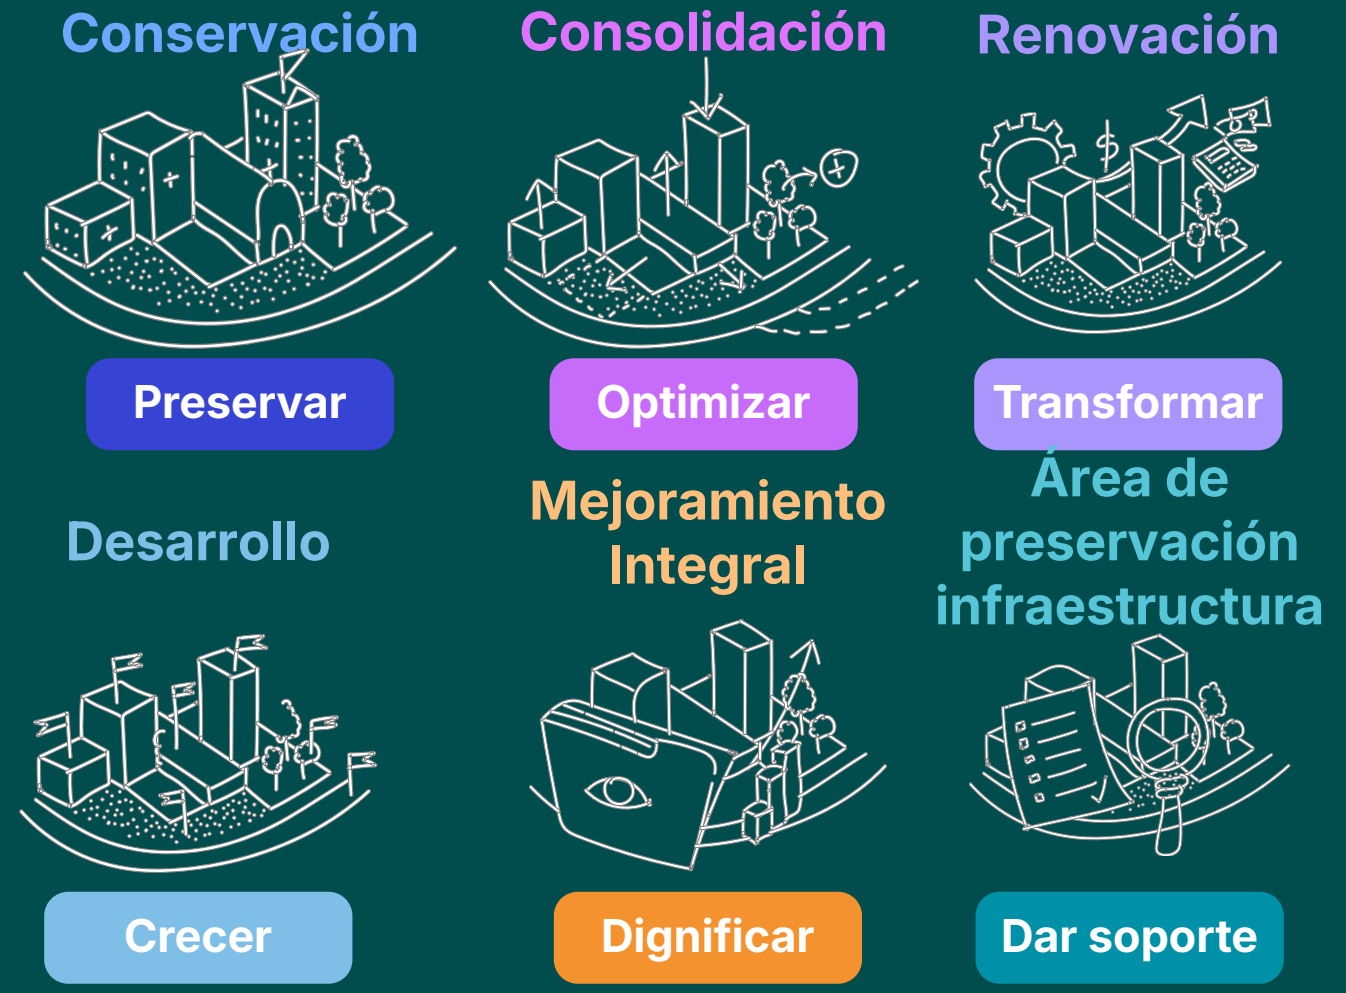 Conservación
Consolidación
Renovación
$
Preservar
Optimizar
Transformar
Desarrollo
Mejoramiento
Integral
Área de
preservación
infraestructura
Crecer
Dignificar
Dar soporte